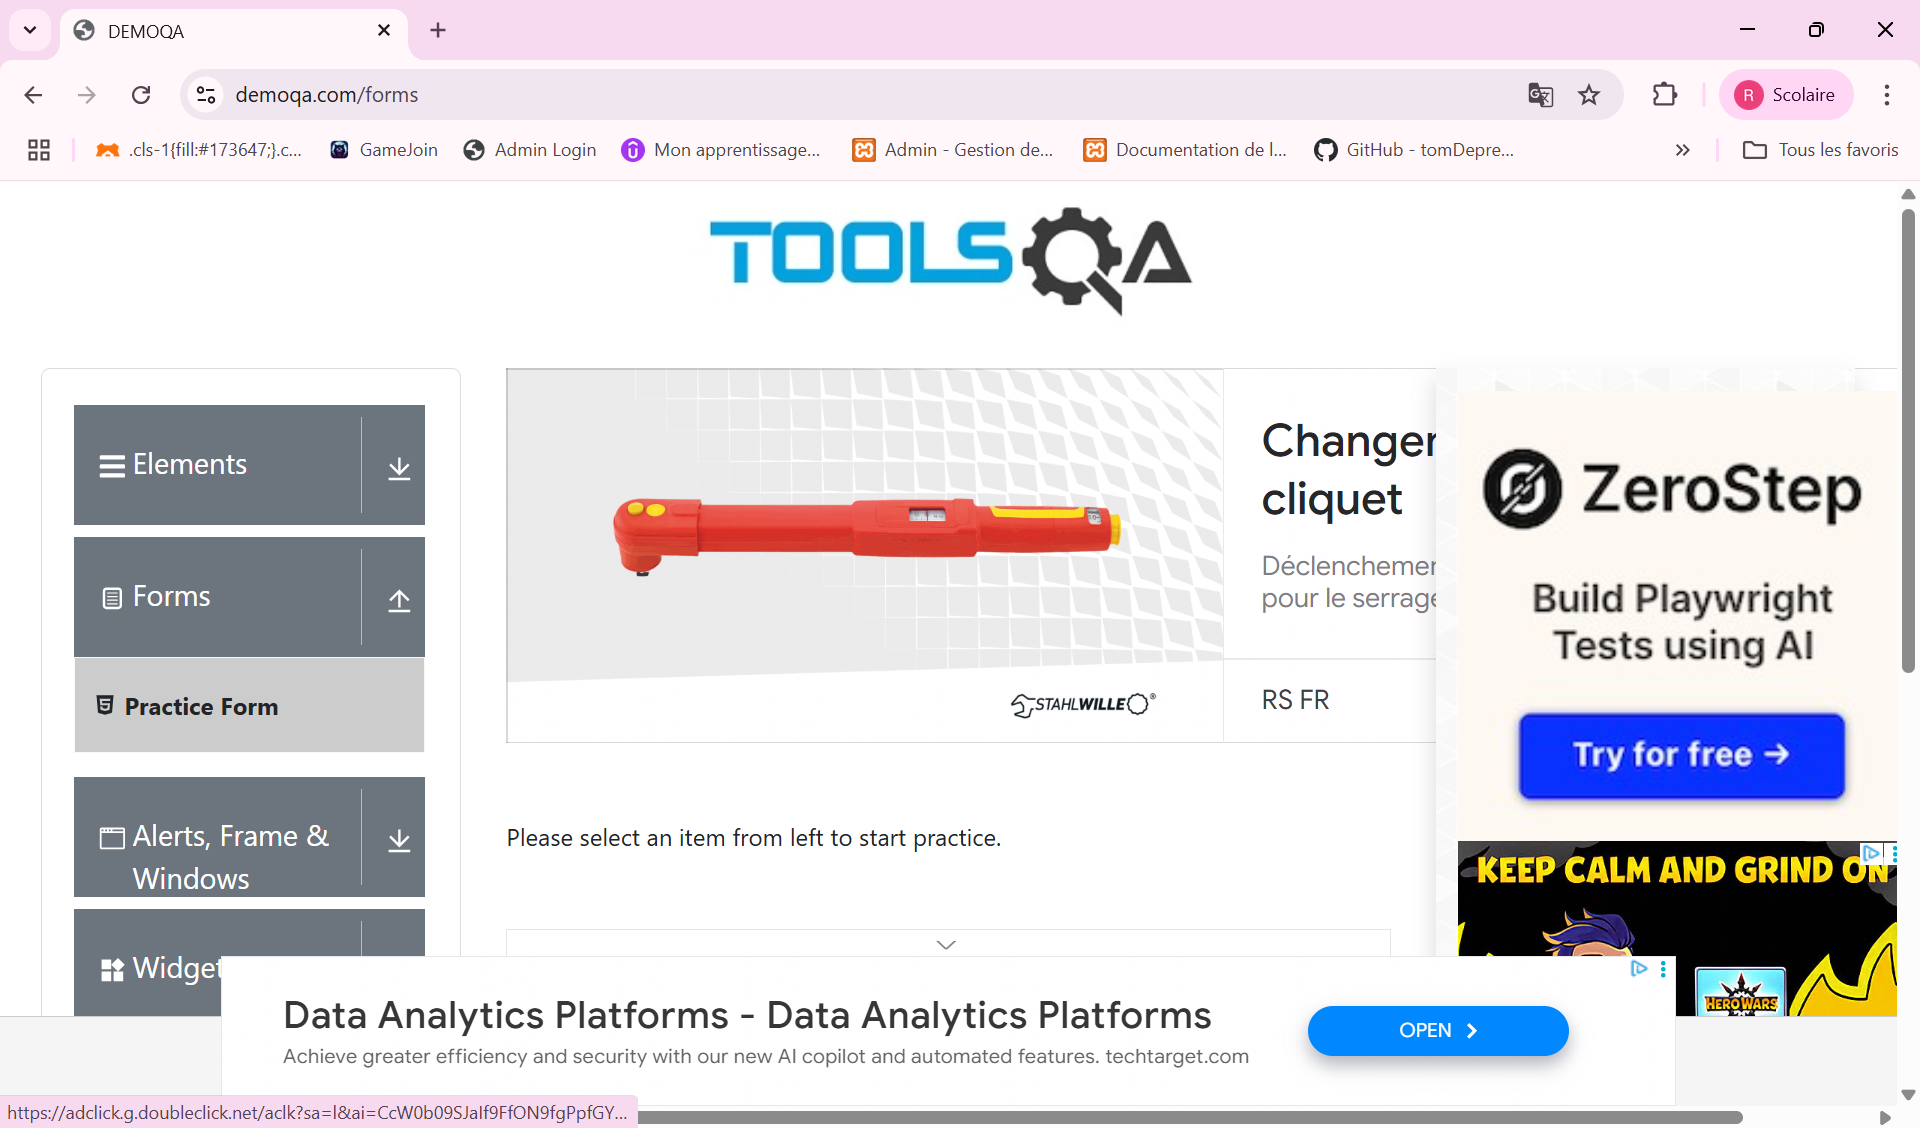 DEMOQA
demoqa.com/forms
R Scolaire
.cls-1{fill:#173647;}.c...
GameJoin
Admin Login
Mon apprentissage...
Admin - Gestion de...
Documentation de l...
GitHub - tomDepre...
Tous les favoris
TOOLSQA
Elements
Forms
Practice Form
Alerts, Frame &
Windows
Widget
Changer
cliquet
Déclenchemer
pour le serrage
STAHLWILLE®
RS FR
ZeroStep
Build Playwright
Tests using AI
Try for free →
Please select an item from left to start practice.
KEEP CALM AND GRIND ON
HEROWARS
Data Analytics Platforms - Data Analytics Platforms
Achieve greater efficiency and security with our new AI copilot and automated features. techtarget.com
OPEN
https://adclick.g.doubleclick.net/aclk?sa=l&ai=CcW0b09SJaIf9FfON9fgPpfGY...